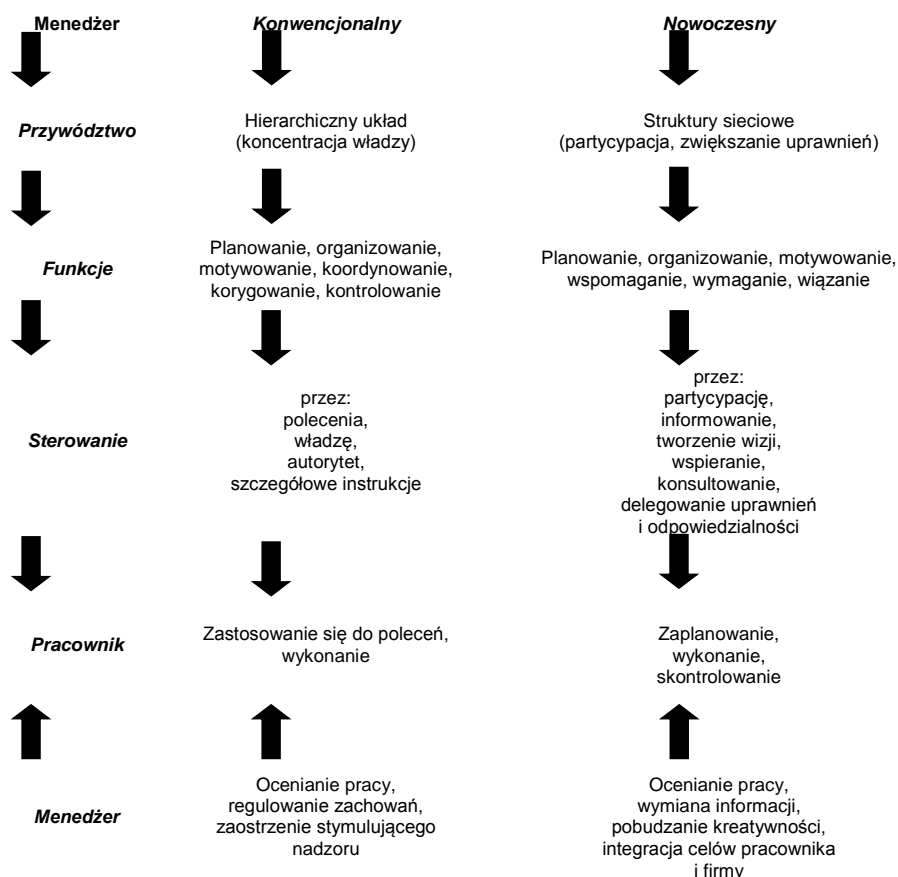 Menedżer Konwencjonalny Nowoczesny
Przywództwo
Hierarchiczny układ
(koncentracja władzy)
Struktury sieciowe
(partycypacja, zwiększanie uprawnień)
Funkcje
Planowanie, organizowanie,
motywowanie, koordynowanie,
korygowanie, kontrolowanie
Planowanie, organizowanie, motywowanie,
wspomaganie, wymaganie, wiązanie
Sterowanie
przez:
polecenia,
władzę,
autorytet,
szczegółowe instrukcje
przez:
partycypację,
informowanie,
tworzenie wizji,
wspieranie,
konsultowanie,
delegowanie uprawnień
i odpowiedzialności
Pracownik
Zastosowanie się do poleceń,
wykonanie
Zaplanowanie,
wykonanie,
skontrolowanie
Menedżer
Ocenianie pracy,
regulowanie zachowań,
zaostrzenie stymulującego
nadzoru
Ocenianie pracy,
wymiana informacji,
pobudzanie kreatywności,
integracja celów pracownika
i firmy